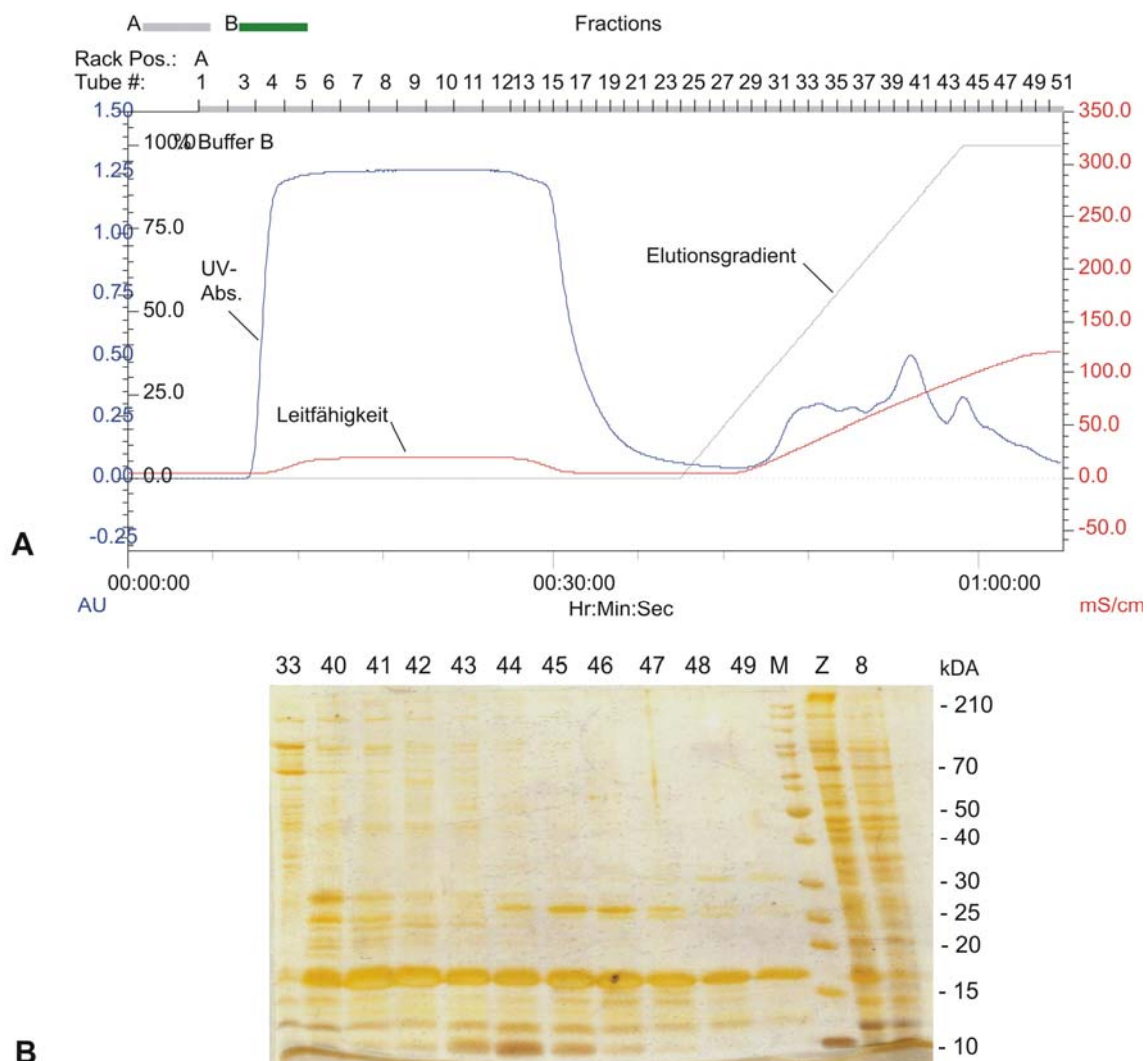 A B Fractions
Rack Pos.: A
Tube #: 1 3 4 5 6 7 8 9 10 11 1213 15 17 19 21 23 25 27 29 31 33 35 37 39 41 43 45 47 49 51
1.50 350.0
100.0 % Buffer B
1.25 300.0
250.0
1.00 75.0
Elutionsgradient
UV-
Abs.
200.0
0.75
50.0 150.0
0.50
100.0
25.0
0.25 Leitfähigkeit
50.0
0.00 0.0 0.0
-0.25 -50.0
A
00:00:00 00:30:00 01:00:00
AU Hr:Min:Sec mS/cm
33 40 41 42 43 44 45 46 47 48 49 M Z 8 kDA
- 210
- 70
- 50
- 40
- 30
- 25
- 20
- 15
- 10
B